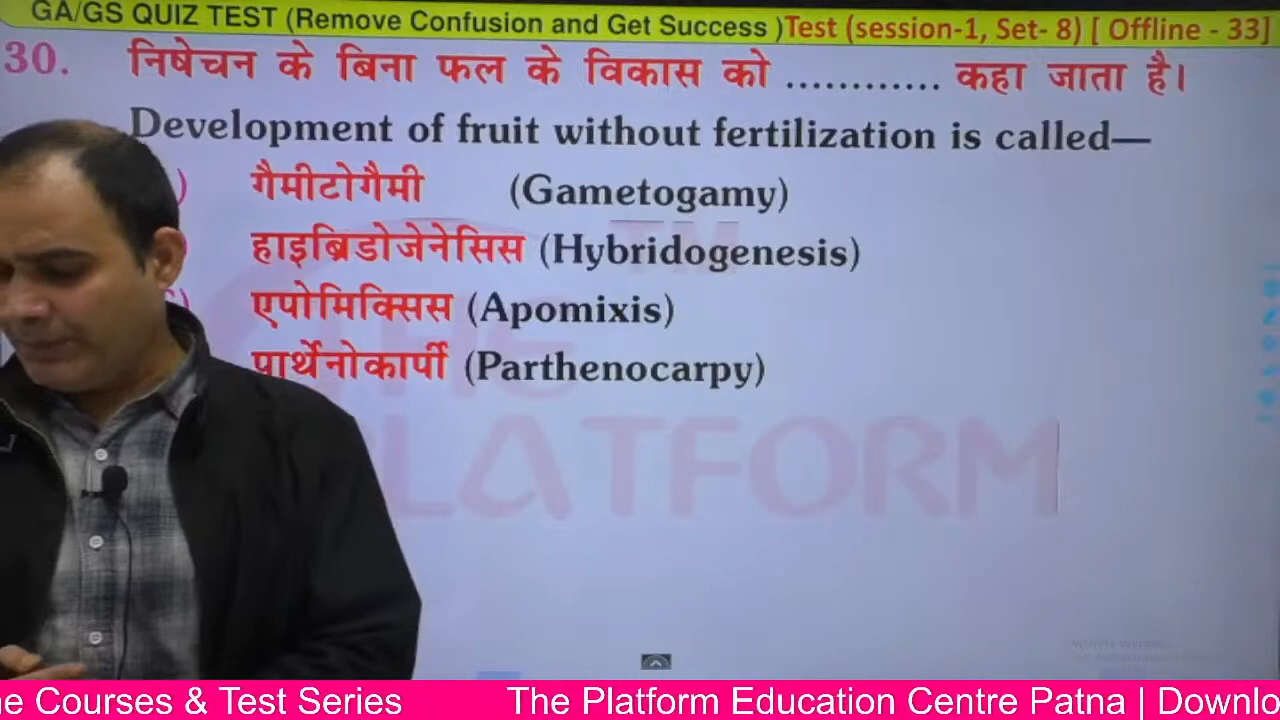 GA/GS QUIZ TEST (Remove Confusion and Get Success )Test (session-1, Set- 8) [ Offline - 33]
30. निषेचन के बिना फल के विकास को ............ कहा जाता है।
Development of fruit without fertilization is called—
) गैमीटोगैमी (Gametogamy)
हाइब्रिडोजेनेसिस (Hybridogenesis)
) एपोमिक्सिस (Apomixis)
पार्थेनोकार्पी (Parthenocarpy)
TM
HE
PLATFORM
e Courses & Test Series The Platform Education Centre Patna | Downlo